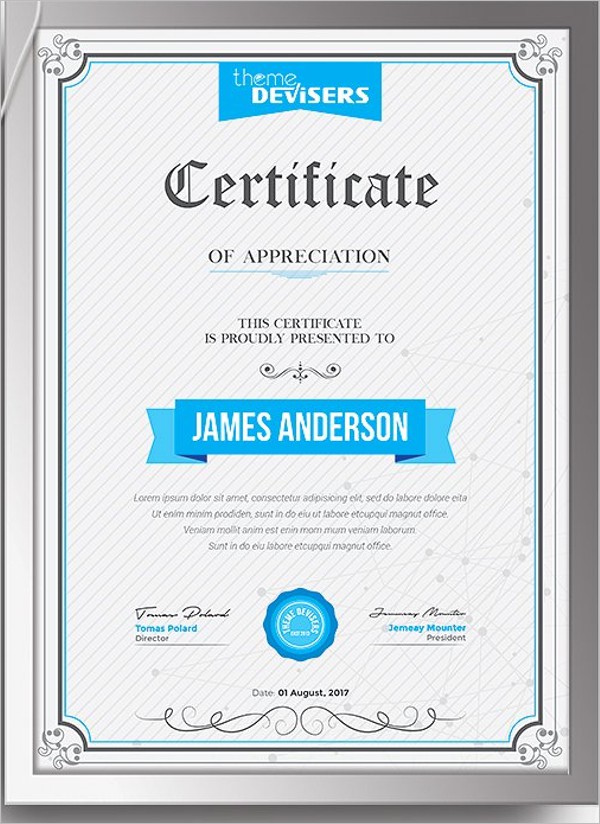 theme
DEVISERS
Certificate
OF APPRECIATION
THIS CERTIFICATE
IS PROUDLY PRESENTED TO
JAMES ANDERSON
Lorem ipsum dolor sit amet, consectetur adipisicing elit, sed do labore dolore eita
Ut enim minim prodiden, sunt in do eiu ut labore etcupqui magnut office.
Veniam mollit anim est enin mom mum veniam laborum.
Sunt in do eiu labore etcupqui magnut office.
Tomas Polard
Tomas Polard
Director
THEME DEVISERS
Jemeay Mounter
Jemeay Mounter
President
Date: 01 August, 2017